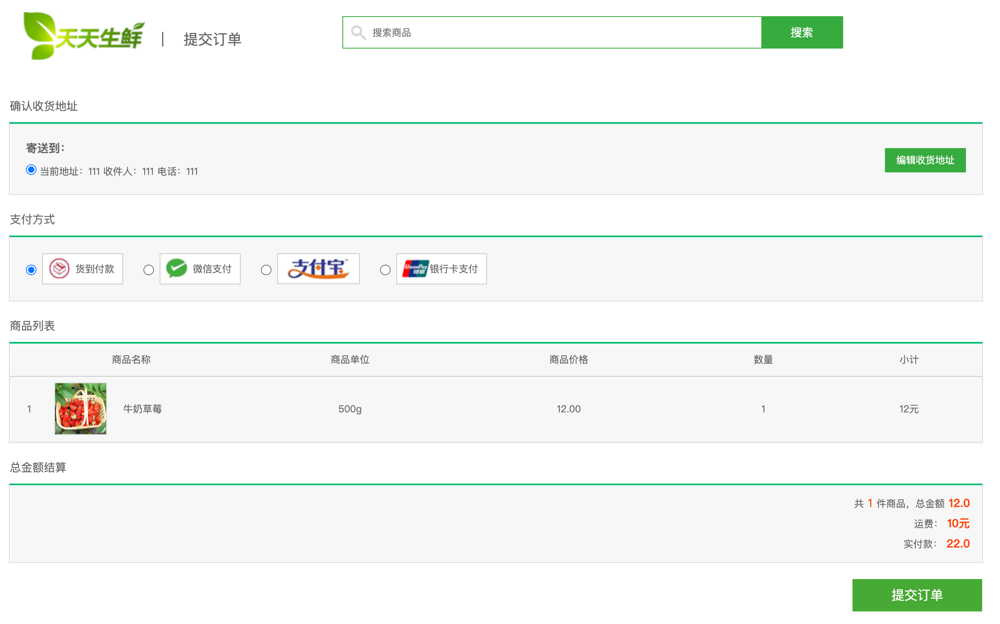 天天生鲜 | 提交订单
搜索商品 搜索
确认收货地址
寄送到：
当前地址：111 收件人：111 电话：111
编辑收货地址
支付方式
货到付款 微信支付 支付宝™ UnionPay 银联 银行卡支付
商品列表
商品名称 商品单位 商品价格 数量 小计
1 牛奶草莓 500g 12.00 1 12元
总金额结算
共 1 件商品，总金额 12.0
运费： 10元
实付款： 22.0
提交订单